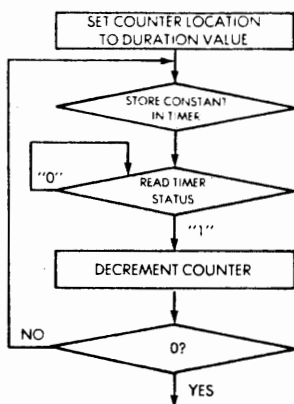 SET COUNTER LOCATION
TO DURATION VALUE
STORE CONSTANT
IN TIMER
"0"
READ TIMER
STATUS
"1"
DECREMENT COUNTER
NO
0?
YES